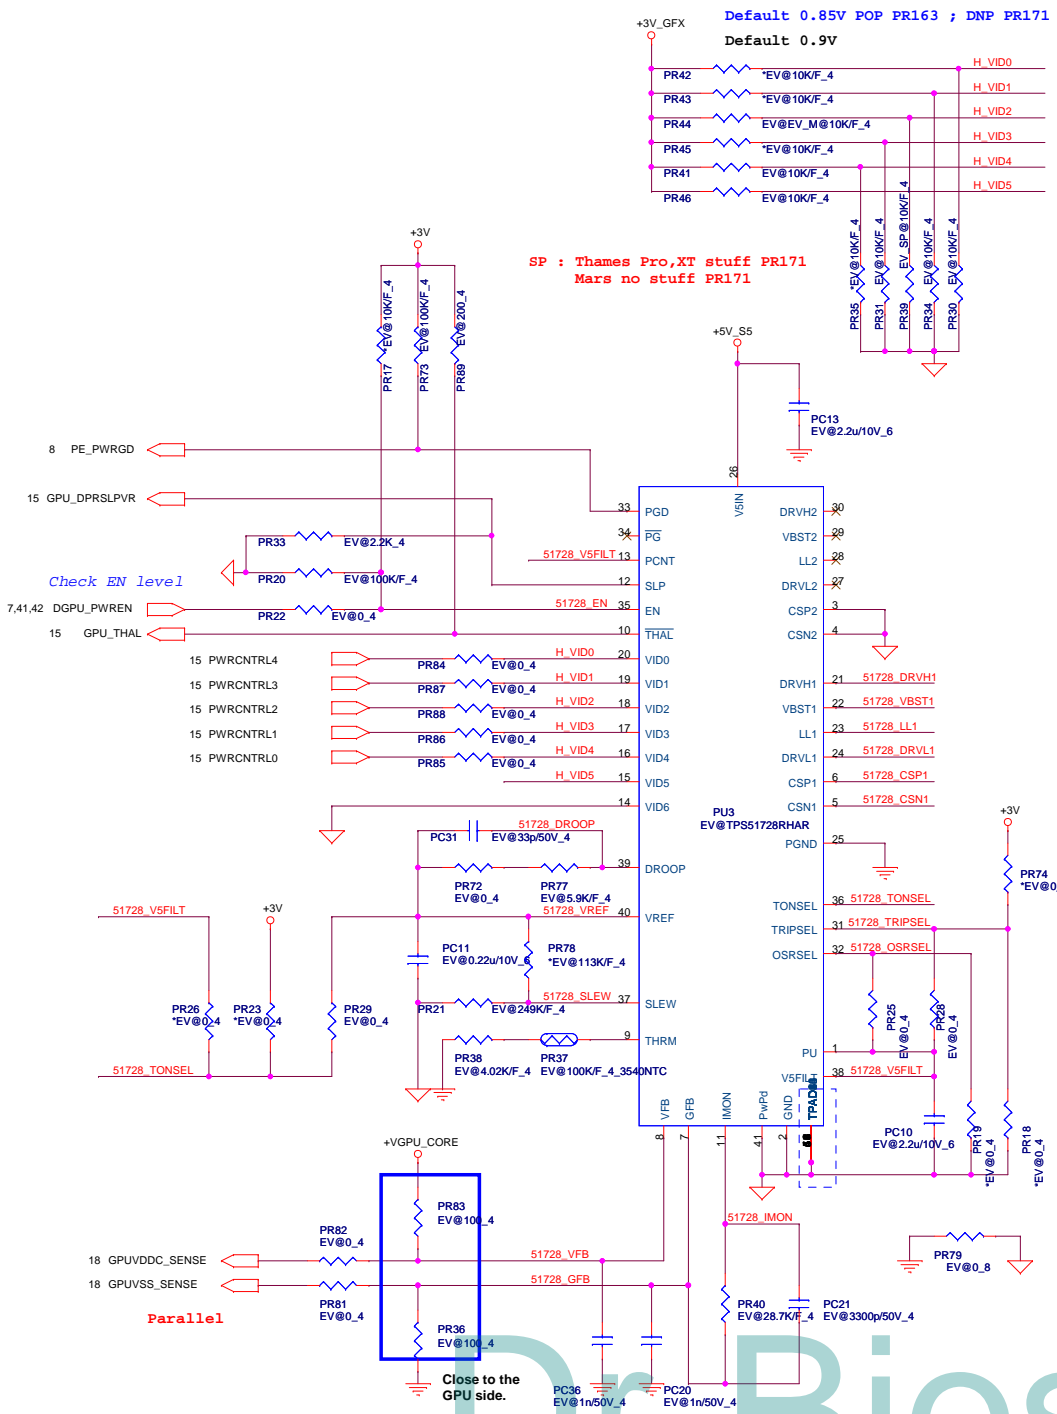 Default 0.85V POP PR163 ; DNP PR171
+3V_GFX
Default 0.9V
PR42 *EV@10K/F_4 H_VID0
PR43 *EV@10K/F_4 H_VID1
PR44 EV@EV_M@10K/F_4 H_VID2
PR45 *EV@10K/F_4 H_VID3
PR41 EV@10K/F_4 H_VID4
PR46 EV@10K/F_4 H_VID5
PR35 *EV@10K/F_4
PR31 EV@10K/F_4
PR39 EV_SP@10K/F_4
PR34 EV@10K/F_4
PR30 EV@10K/F_4
SP : Thames Pro,XT stuff PR171
Mars no stuff PR171
+3V
PR17 *EV@10K/F_4
PR73 EV@100K/F_4
PR89 EV@200_4
+5V_S5
PC13
EV@2.2u/10V_6
8 PE_PWRGD
15 GPU_DPRSLPVR
PR33 EV@2.2K_4
PR20 EV@100K/F_4
Check EN level
7,41,42 DGPU_PWREN
PR22 EV@0_4
15 GPU_THAL
15 PWRCNTRL4 PR84 EV@0_4 H_VID0
15 PWRCNTRL3 PR87 EV@0_4 H_VID1
15 PWRCNTRL2 PR88 EV@0_4 H_VID2
15 PWRCNTRL1 PR86 EV@0_4 H_VID3
15 PWRCNTRL0 PR85 EV@0_4 H_VID4
H_VID5
26 V5IN
33 PGD
34 PG
51728_V5FILT 13 PCNT
12 SLP
51728_EN 35 EN
10 THAL
20 VID0
19 VID1
18 VID2
17 VID3
16 VID4
15 VID5
14 VID6
39 DROOP
40 VREF
37 SLEW
9 THRM
PU3
EV@TPS51728RHAR
DRVH2 30
VBST2 29
LL2 28
DRVL2 27
CSP2 3
CSN2 4
DRVH1 21 51728_DRVH1
VBST1 22 51728_VBST1
LL1 23 51728_LL1
DRVL1 24 51728_DRVL1
CSP1 6 51728_CSP1
CSN1 5 51728_CSN1
PGND 25
TONSEL 36 51728_TONSEL
TRIPSEL 31 51728_TRIPSEL
OSRSEL 32 51728_OSRSEL
PU 1
V5FILT 38 51728_V5FILT
VFB 8
GFB 7
IMON 11
PwPd 41
GND 2
51728_DROOP
PC31 EV@33p/50V_4
PR72
EV@0_4
PR77
EV@5.9K/F_4
51728_VREF
51728_V5FILT
+3V
PC11
EV@0.22u/10V_6
PR78
*EV@113K/F_4
PR26
*EV@0_4
PR23
*EV@0_4
PR29
EV@0_4
51728_SLEW
PR21 EV@249K/F_4
PR38
EV@4.02K/F_4
PR37
EV@100K/F_4_3540NTC
51728_TONSEL
+3V
PR74
*EV@0_
PR25 EV@0_4
PR28 EV@0_4
PC10
EV@2.2u/10V_6
PR19 *EV@0_4
PR18 *EV@0_4
+VGPU_CORE
PR83
EV@100_4
PR82
EV@0_4
18 GPUVDDC_SENSE 51728_VFB
18 GPUVSS_SENSE 51728_GFB
PR81
EV@0_4
Parallel
PR36
EV@100_4
Close to the
GPU side.
PC36
EV@1n/50V_4
PC20
EV@1n/50V_4
51728_IMON
PR40
EV@28.7K/F_4
PC21
EV@3300p/50V_4
PR79
EV@0_8
Dr Bios